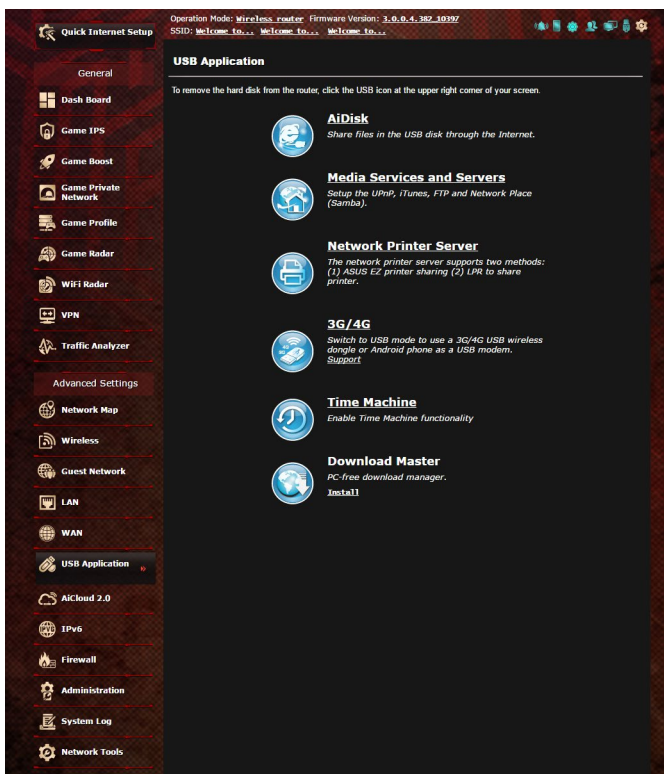 Quick Internet Setup
Operation Mode: Wireless router Firmware Version: 3.0.0.4.382_10397
SSID: Welcome to... Welcome to... Welcome to...
General
Dash Board
Game IPS
Game Boost
Game Private
Network
Game Profile
Game Radar
WiFi Radar
VPN
Traffic Analyzer
Advanced Settings
Network Map
Wireless
Guest Network
LAN
WAN
USB Application
AiCloud 2.0
IPv6
Firewall
Administration
System Log
Network Tools
USB Application
To remove the hard disk from the router, click the USB icon at the upper right corner of your screen.
AiDisk
Share files in the USB disk through the Internet.
Media Services and Servers
Setup the UPnP, iTunes, FTP and Network Place
(Samba).
Network Printer Server
The network printer server supports two methods:
(1) ASUS EZ printer sharing (2) LPR to share
printer.
3G/4G
Switch to USB mode to use a 3G/4G USB wireless
dongle or Android phone as a USB modem.
Support
Time Machine
Enable Time Machine functionality
Download Master
PC-free download manager.
Install